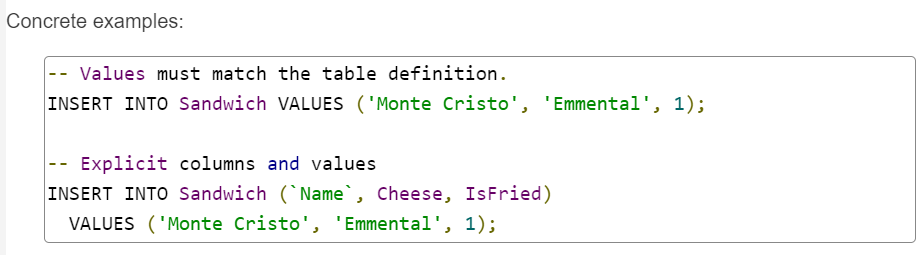 Concrete examples:
-- Values must match the table definition.
INSERT INTO Sandwich VALUES ('Monte Cristo', 'Emmental', 1);
-- Explicit columns and values
INSERT INTO Sandwich (`Name`, Cheese, IsFried)
VALUES ('Monte Cristo', 'Emmental', 1);